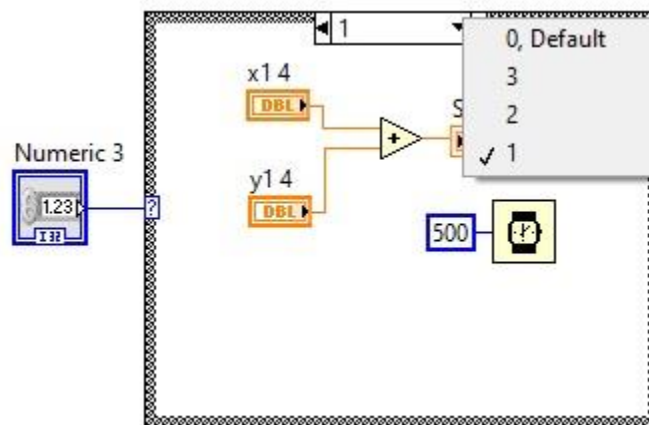 1
0, Default
3
2
✓ 1
x1 4
DBL
S
y1 4
DBL
Numeric 3
1.23
I32
?
+
500